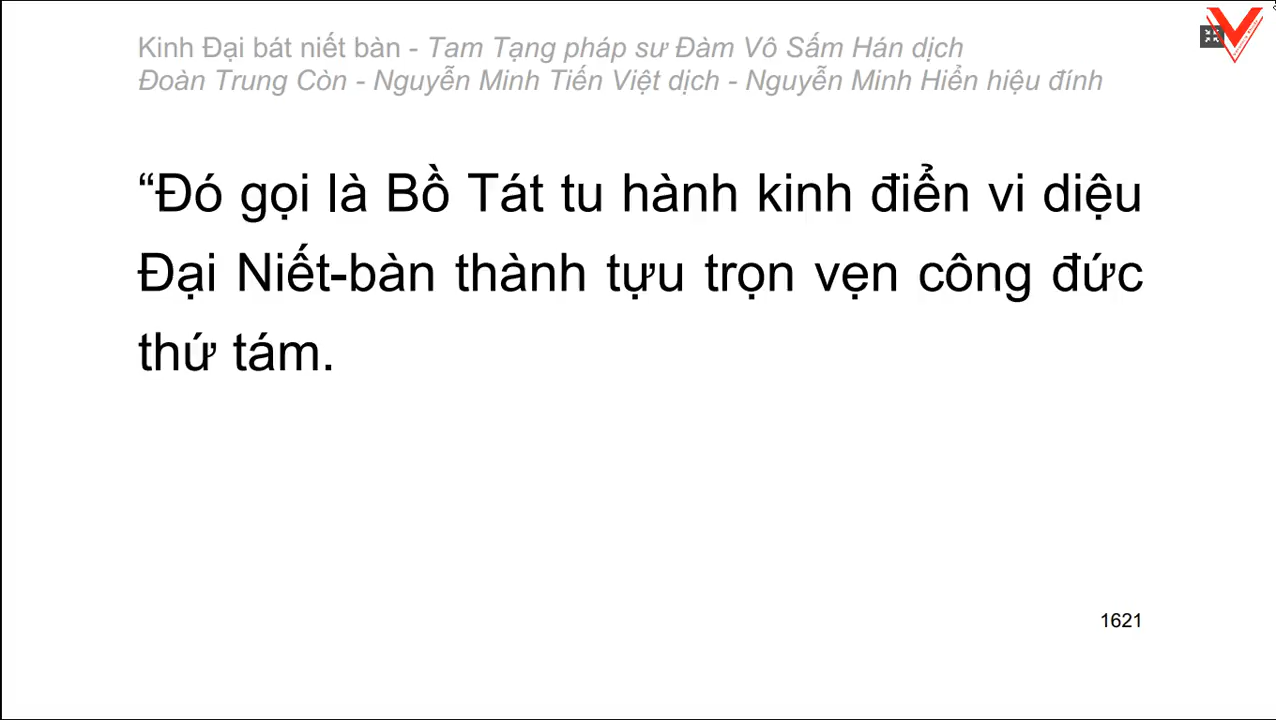 Kinh Đại bát niết bàn - Tam Tạng pháp sư Đàm Vô Sấm Hán dịch
Đoàn Trung Còn - Nguyễn Minh Tiến Việt dịch - Nguyễn Minh Hiển hiệu đính
“Đó gọi là Bồ Tát tu hành kinh điển vi diệu
Đại Niết-bàn thành tựu trọn vẹn công đức
thứ tám.
1621